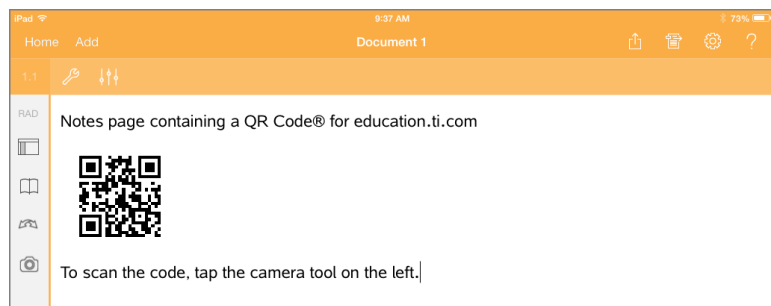 iPad 9:37 AM 73%
Home Add Document 1 ?
1.1
RAD
Notes page containing a QR Code® for education.ti.com
To scan the code, tap the camera tool on the left.